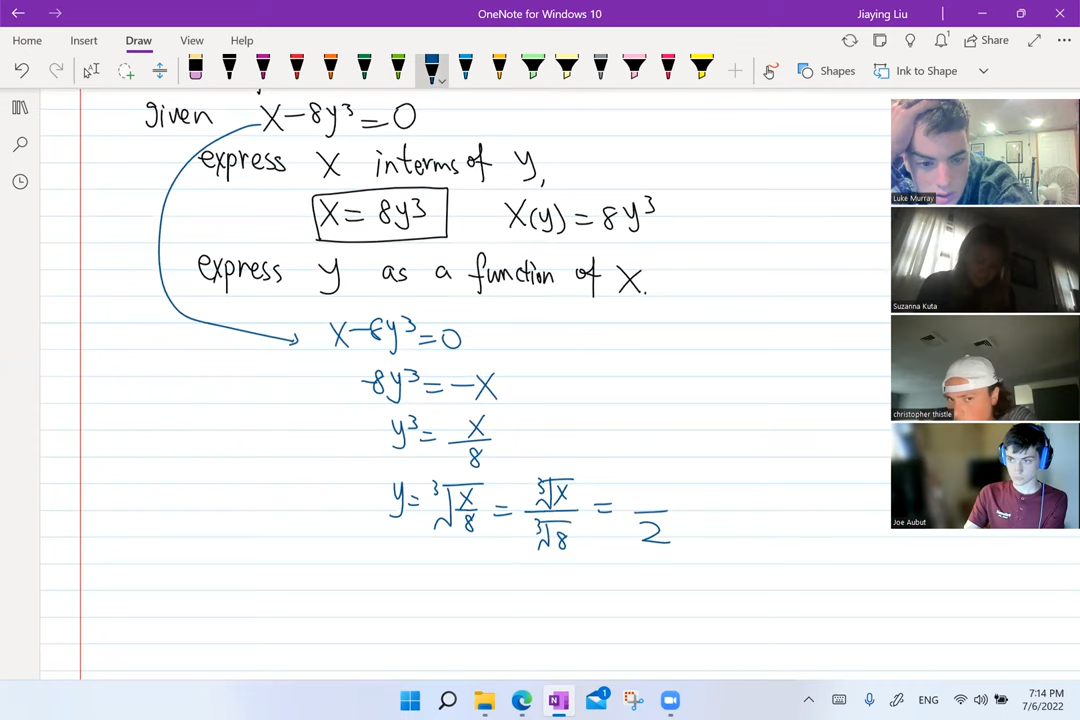 OneNote for Windows 10
Jiaying Liu
Home Insert Draw View Help
Share
Shapes
Ink to Shape
given x-8y³=0
express x interms of y,
x=8y³ x(y)=8y³
express y as a function of x.
x-8y³=0
-8y³=-x
y³=x/8
y=∛(x/8)=∛x/∛8= /2
Luke Murray
Suzanna Kuta
christopher thistle
Joe Aubut
1
ENG
7:14 PM
7/6/2022